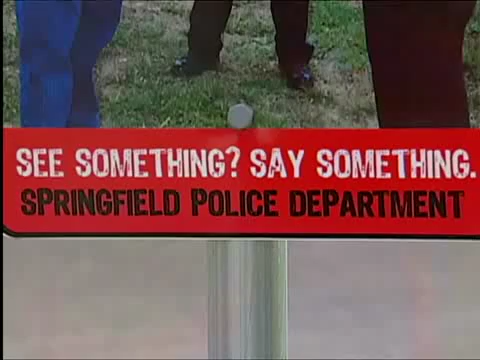 SEE SOMETHING? SAY SOMETHING.
SPRINGFIELD POLICE DEPARTMENT